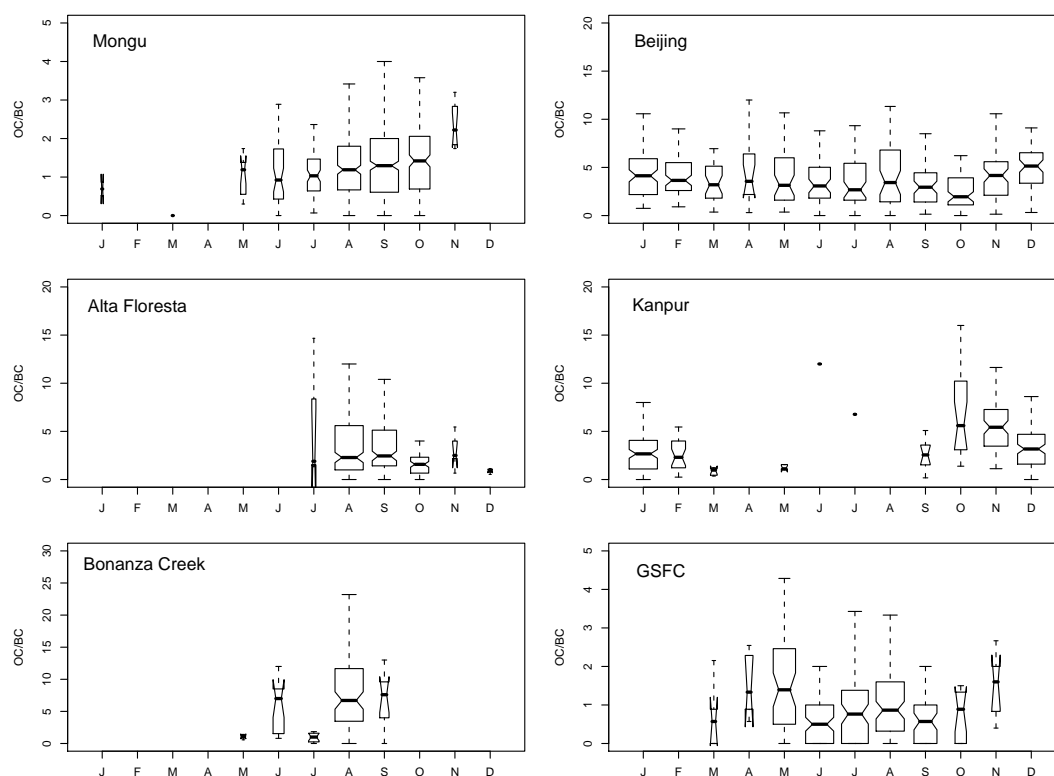 Mongu
OC/BC
5
4
3
2
1
0
J F M A M J J A S O N D
Beijing
OC/BC
20
15
10
5
0
J F M A M J J A S O N D
Alta Floresta
OC/BC
20
15
10
5
0
J F M A M J J A S O N D
Kanpur
OC/BC
20
15
10
5
0
J F M A M J J A S O N D
Bonanza Creek
OC/BC
30
25
20
15
10
5
0
J F M A M J J A S O N D
GSFC
OC/BC
5
4
3
2
1
0
J F M A M J J A S O N D